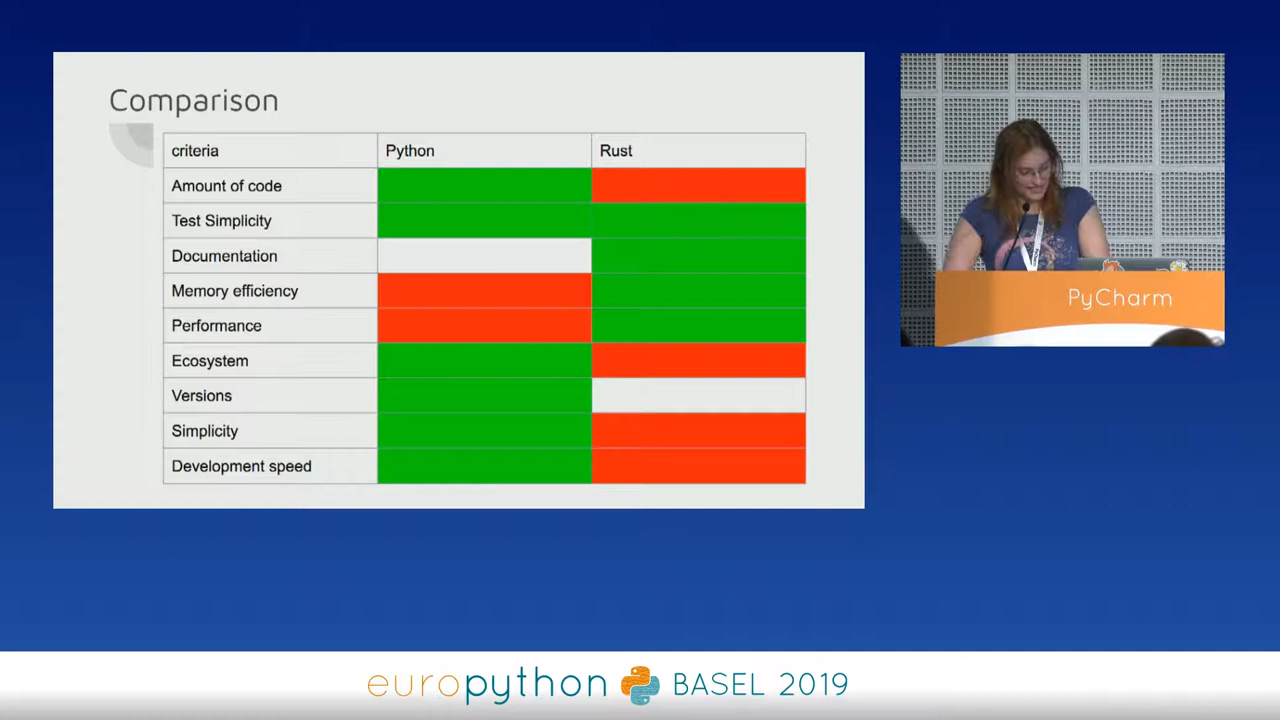 Comparison
criteria Python Rust
Amount of code
Test Simplicity
Documentation
Memory efficiency
Performance
Ecosystem
Versions
Simplicity
Development speed
PyCharm
europython BASEL 2019